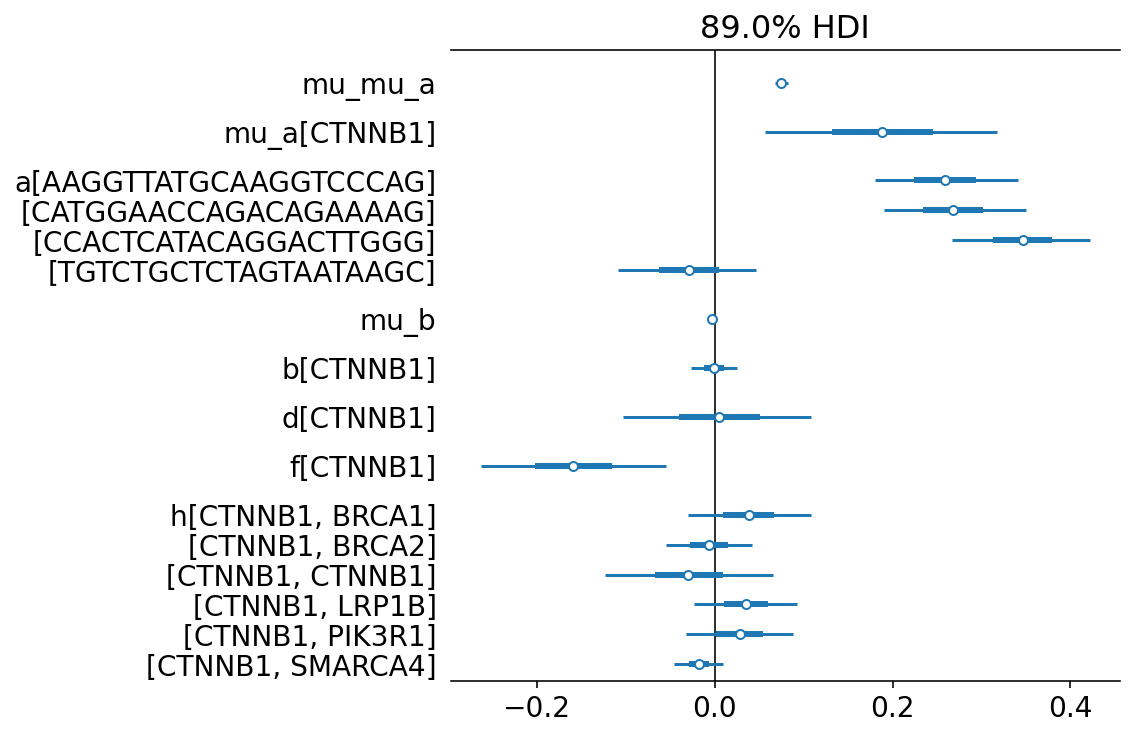 89.0% HDI
mu_mu_a
mu_a[CTNNB1]
a[AAGGTTATGCAAGGTCCCAG]
[CATGGAACCAGACAGAAAAG]
[CCACTCATACAGGACTTGGG]
[TGTCTGCTCTAGTAATAAGC]
mu_b
b[CTNNB1]
d[CTNNB1]
f[CTNNB1]
h[CTNNB1, BRCA1]
[CTNNB1, BRCA2]
[CTNNB1, CTNNB1]
[CTNNB1, LRP1B]
[CTNNB1, PIK3R1]
[CTNNB1, SMARCA4]
−0.2 0.0 0.2 0.4